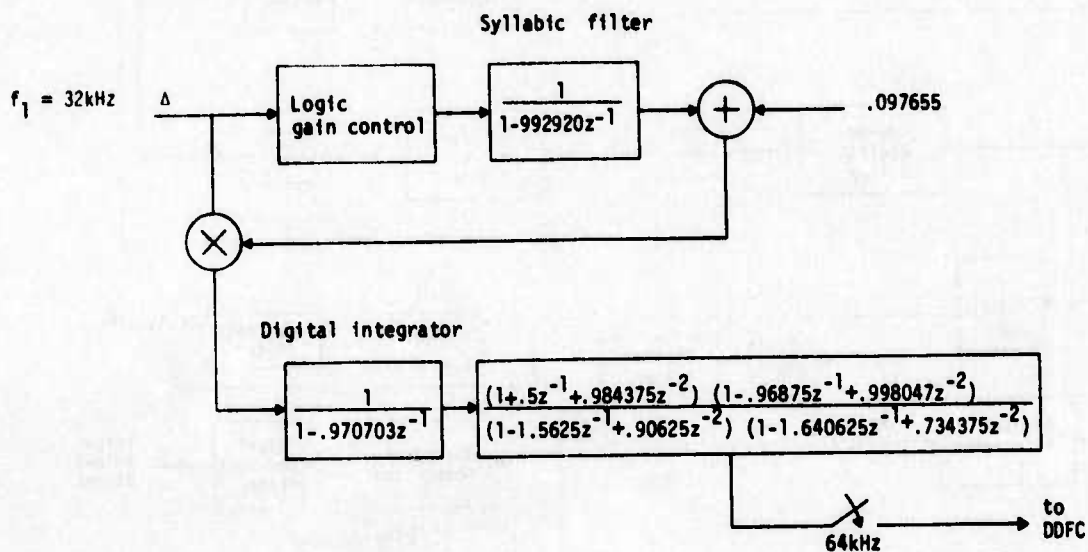 Syllabic filter
f₁ = 32kHz Δ
Logic
gain control
1
1-992920z⁻¹
+
.097655
×
Digital integrator
1
1-.970703z⁻¹
(1+.5z⁻¹+.984375z⁻²) (1-.96875z⁻¹+.998047z⁻²)
(1-1.5625z⁻¹+.90625z⁻²) (1-1.640625z⁻¹+.734375z⁻²)
64kHz
to
DDFC